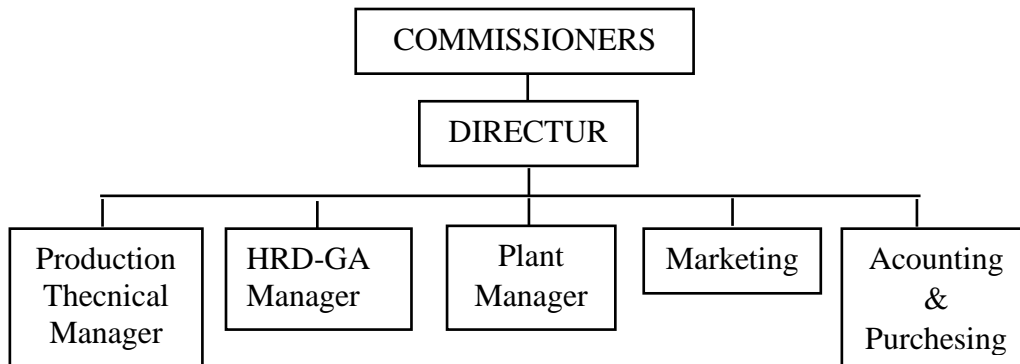 COMMISSIONERS
DIRECTUR
Production
Thecnical
Manager
HRD-GA
Manager
Plant
Manager
Marketing
Acounting
&
Purchesing